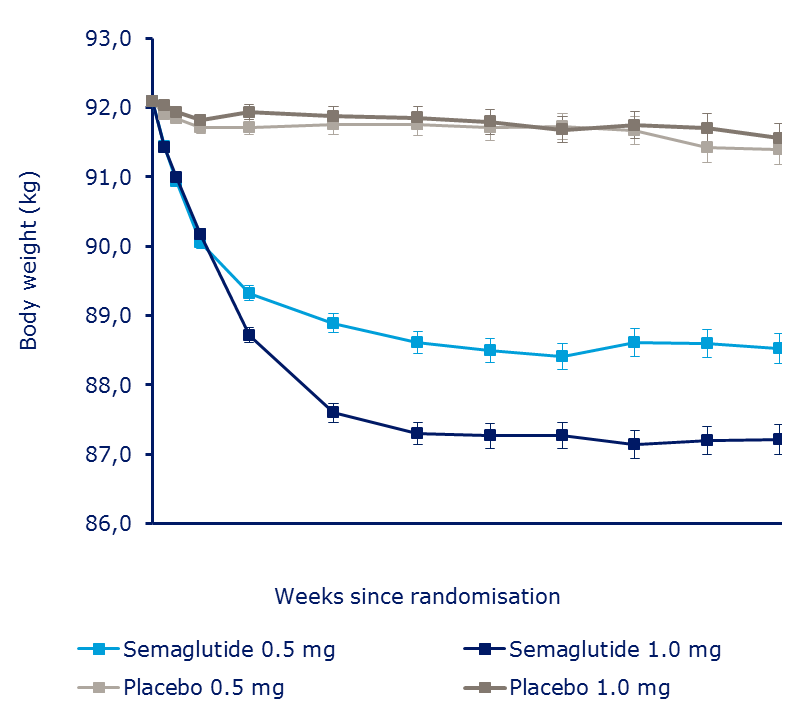 93,0
92,0
91,0
90,0
89,0
88,0
87,0
86,0
Body weight (kg)
Weeks since randomisation
Semaglutide 0.5 mg
Semaglutide 1.0 mg
Placebo 0.5 mg
Placebo 1.0 mg